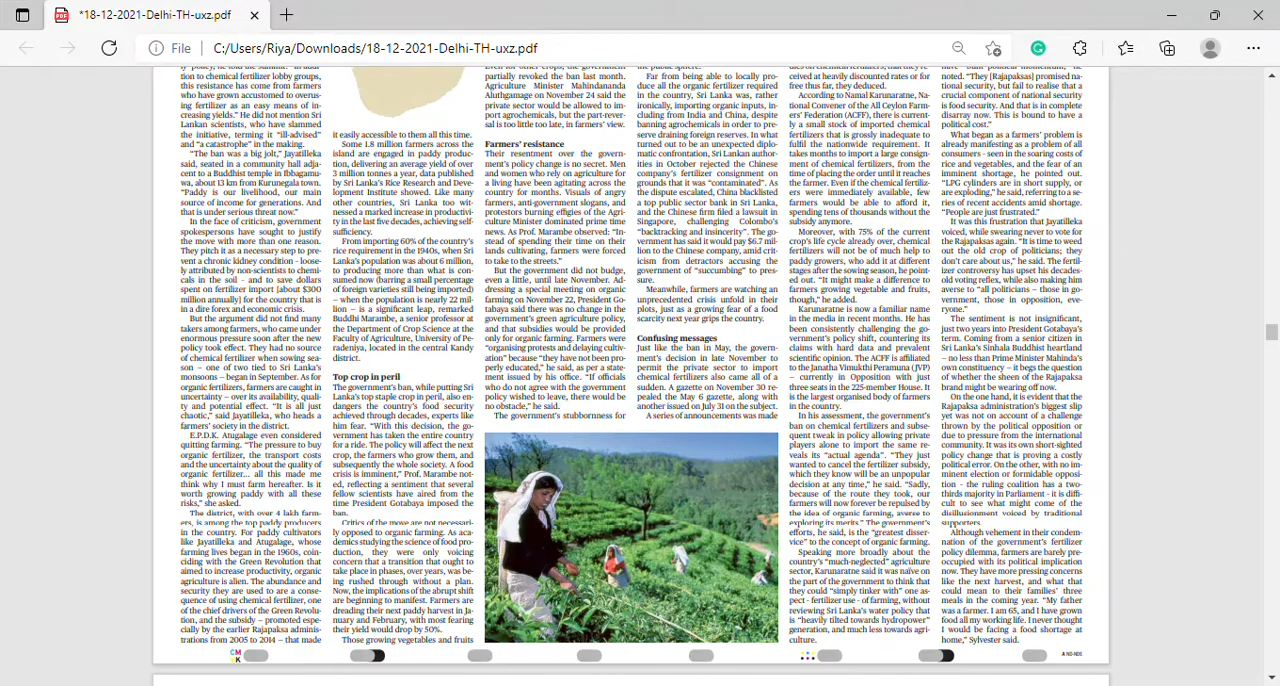 *18-12-2021-Delhi-TH-uxz.pdf
File
C:/Users/Riya/Downloads/18-12-2021-Delhi-TH-uxz.pdf
tion to chemical fertilizer lobby groups,
this resistance has come from farmers
who have grown accustomed to overus-
ing fertilizer as an easy means of in-
creasing yields." He did not mention Sri
Lankan scientists, who have slammed
the initiative, terming it "ill-advised"
and "a catastrophe" in the making.
"The ban was a big jolt," Jayatilleka
said, seated in a community hall adja-
cent to a Buddhist temple in Ibbagamu-
wa, about 13 km from Kurunegala town.
"Paddy is our livelihood, our main
source of income for generations. And
that is under serious threat now."
In the face of criticism, government
spokespersons have sought to justify
the move with more than one reason.
They pitch it as a necessary step to pre-
vent a chronic kidney condition - loose-
ly attributed by non-scientists to chemi-
cals in the soil - and to save dollars
spent on fertilizer import [about $300
million annually] for the country that is
in a dire forex and economic crisis.
But the argument did not find many
takers among farmers, who came under
enormous pressure soon after the new
policy took effect. They had no source
of chemical fertilizer when sowing sea-
son – one of two tied to Sri Lanka's
monsoons – began in September. As for
organic fertilizers, farmers are caught in
uncertainty – over its availability, quali-
ty and potential effect. "It is all just
chaotic," said Jayatilleka, who heads a
farmers' society in the district.
E.P.D.K. Atugalage even considered
quitting farming. "The pressure to buy
organic fertilizer, the transport costs
and the uncertainty about the quality of
organic fertilizer... all this made me
think why I must farm hereafter. Is it
worth growing paddy with all these
risks," she asked.
The district, with over 4 lakh farm-
ers, is among the top paddy producers
in the country. For paddy cultivators
like Jayatilleka and Atugalage, whose
farming lives began in the 1960s, coin-
ciding with the Green Revolution that
aimed to increase productivity, organic
agriculture is alien. The abundance and
security they are used to are a conse-
quence of using chemical fertilizer, one
of the chief drivers of the Green Revolu-
tion, and the subsidy – promoted espe-
cially by the earlier Rajapaksa adminis-
trations from 2005 to 2014 – that made
it easily accessible to them all this time.
Some 1.8 million farmers across the
island are engaged in paddy produc-
tion, delivering an average yield of over
3 million tonnes a year, data published
by Sri Lanka's Rice Research and Deve-
lopment Institute showed. Like many
other countries, Sri Lanka too wit-
nessed a marked increase in productivi-
ty in the last five decades, achieving self-
sufficiency.
From importing 60% of the country's
rice requirement in the 1940s, when Sri
Lanka's population was about 6 million,
to producing more than what is con-
sumed now (barring a small percentage
of foreign varieties still being imported)
– when the population is nearly 22 mil-
lion – is a significant leap, remarked
Buddhi Marambe, a senior professor at
the Department of Crop Science at the
Faculty of Agriculture, University of Pe-
radeniya, located in the central Kandy
district.
Top crop in peril
The government's ban, while putting Sri
Lanka's top staple crop in peril, also en-
dangers the country's food security
achieved through decades, experts like
him fear. "With this decision, the go-
vernment has taken the entire country
for a ride. The policy will affect the next
crop, the farmers who grow them, and
subsequently the whole society. A food
crisis is imminent," Prof. Marambe not-
ed, reflecting a sentiment that several
fellow scientists have aired from the
time President Gotabaya imposed the
ban.
Critics of the move are not necessari-
ly opposed to organic farming. As aca-
demics studying the science of food pro-
duction, they were only voicing
concern that a transition that ought to
take place in phases, over years, was be-
ing rushed through without a plan.
Now, the implications of the abrupt shift
are beginning to manifest. Farmers are
dreading their next paddy harvest in Ja-
nuary and February, with most fearing
their yield would drop by 50%.
Those growing vegetables and fruits
partially revoked the ban last month.
Agriculture Minister Mahindananda
Aluthgamage on November 24 said the
private sector would be allowed to im-
port agrochemicals, but the part-rever-
sal is too little too late, in farmers' view.
Farmers' resistance
Their resentment over the govern-
ment's policy change is no secret. Men
and women who rely on agriculture for
a living have been agitating across the
country for months. Visuals of angry
farmers, anti-government slogans, and
protestors burning effigies of the Agri-
culture Minister dominated prime time
news. As Prof. Marambe observed: "In-
stead of spending their time on their
lands cultivating, farmers were forced
to take to the streets."
But the government did not budge,
even a little, until late November. Ad-
dressing a special meeting on organic
farming on November 22, President Go-
tabaya said there was no change in the
government's green agriculture policy,
and that subsidies would be provided
only for organic farming. Farmers were
"organising protests and delaying cultiv-
ation" because "they have not been pro-
perly educated," he said, as per a state-
ment issued by his office. "If officials
who do not agree with the government
policy wished to leave, there would be
no obstacle," he said.
The government's stubbornness for
Far from being able to locally pro-
duce all the organic fertilizer required
in the country, Sri Lanka was, rather
ironically, importing organic inputs, in-
cluding from India and China, despite
banning agrochemicals in order to pre-
serve draining foreign reserves. In what
turned out to be an unexpected diplo-
matic confrontation, Sri Lankan author-
ities in October rejected the Chinese
company's fertilizer consignment on
grounds that it was "contaminated". As
the dispute escalated, China blacklisted
a top public sector bank in Sri Lanka,
and the Chinese firm filed a lawsuit in
Singapore, challenging Colombo's
"backtracking and insincerity". The go-
vernment has said it would pay $6.7 mil-
lion to the Chinese company, amid crit-
icism from detractors accusing the
government of "succumbing" to pres-
sure.
Meanwhile, farmers are watching an
unprecedented crisis unfold in their
plots, just as a growing fear of a food
scarcity next year grips the country.
Confusing messages
Just like the ban in May, the govern-
ment's decision in late November to
permit the private sector to import
chemical fertilizers also came all of a
sudden. A gazette on November 30 re-
pealed the May 6 gazette, along with
another issued on July 31 on the subject.
A series of announcements was made
ceived at heavily discounted rates or for
free thus far, they deduced.
According to Namal Karunaratne, Na-
tional Convener of the All Ceylon Farm-
ers' Federation (ACFF), there is current-
ly a small stock of imported chemical
fertilizers that is grossly inadequate to
fulfil the nationwide requirement. It
takes months to import a large consign-
ment of chemical fertilizers, from the
time of placing the order until it reaches
the farmer. Even if the chemical fertiliz-
ers were immediately available, few
farmers would be able to afford it,
spending tens of thousands without the
subsidy anymore.
Moreover, with 75% of the current
crop's life cycle already over, chemical
fertilizers will not be of much help to
paddy growers, who add it at different
stages after the sowing season, he point-
ed out. "It might make a difference to
farmers growing vegetable and fruits,
though," he added.
Karunaratne is now a familiar name
in the media in recent months. He has
been consistently challenging the go-
vernment's policy shift, countering its
claims with hard data and prevalent
scientific opinion. The ACFF is affiliated
to the Janatha Vimukthi Peramuna (JVP)
– currently in Opposition with just
three seats in the 225-member House. It
is the largest organised body of farmers
in the country.
In his assessment, the government's
ban on chemical fertilizers and subse-
quent tweak in policy allowing private
players alone to import the same re-
veals its "actual agenda". "They just
wanted to cancel the fertilizer subsidy,
which they know will be an unpopular
decision at any time," he said. "Sadly,
because of the route they took, our
farmers will now forever be repulsed by
the idea of organic farming, averse to
exploring its merits." The government's
efforts, he said, is the "greatest disser-
vice" to the concept of organic farming.
Speaking more broadly about the
country's "much-neglected" agriculture
sector, Karunaratne said it was naïve on
the part of the government to think that
they could "simply tinker with" one as-
pect - fertilizer use - of farming, without
reviewing Sri Lanka's water policy that
is "heavily tilted towards hydropower"
generation, and much less towards agri-
culture.
noted. "They [Rajapaksas] promised na-
tional security, but fail to realise that a
crucial component of national security
is food security. And that is in complete
disarray now. This is bound to have a
political cost."
What began as a farmers' problem is
already manifesting as a problem of all
consumers - seen in the soaring costs of
rice and vegetables, and the fear of an
imminent shortage, he pointed out.
"LPG cylinders are in short supply, or
are exploding," he said, referring to a se-
ries of recent accidents amid shortage.
"People are just frustrated."
It was this frustration that Jayatilleka
voiced, while swearing never to vote for
the Rajapaksas again. "It is time to weed
out the old crop of politicians; they
don't care about us," he said. The ferti-
lizer controversy has upset his decades-
old voting reflex, while also making him
averse to "all politicians – those in go-
vernment, those in opposition, eve-
ryone."
The sentiment is not insignificant,
just two years into President Gotabaya's
term. Coming from a senior citizen in
Sri Lanka's Sinhala Buddhist heartland
– no less than Prime Minister Mahinda's
own constituency – it begs the question
of whether the sheen of the Rajapaksa
brand might be wearing off now.
On the one hand, it is evident that the
Rajapaksa administration's biggest slip
yet was not on account of a challenge
thrown by the political opposition or
due to pressure from the international
community. It was its own short-sighted
policy change that is proving a costly
political error. On the other, with no im-
minent election or formidable opposi-
tion - the ruling coalition has a two-
thirds majority in Parliament - it is diffi-
cult to see what might come of the
disillusionment voiced by traditional
supporters.
Although vehement in their condem-
nation of the government's fertilizer
policy dilemma, farmers are barely pre-
occupied with its political implication
now. They have more pressing concerns
like the next harvest, and what that
could mean to their families' three
meals in the coming year. "My father
was a farmer. I am 65, and I have grown
food all my working life. I never thought
I would be facing a food shortage at
home," Sylvester said.
CM
K
A ND-NDE